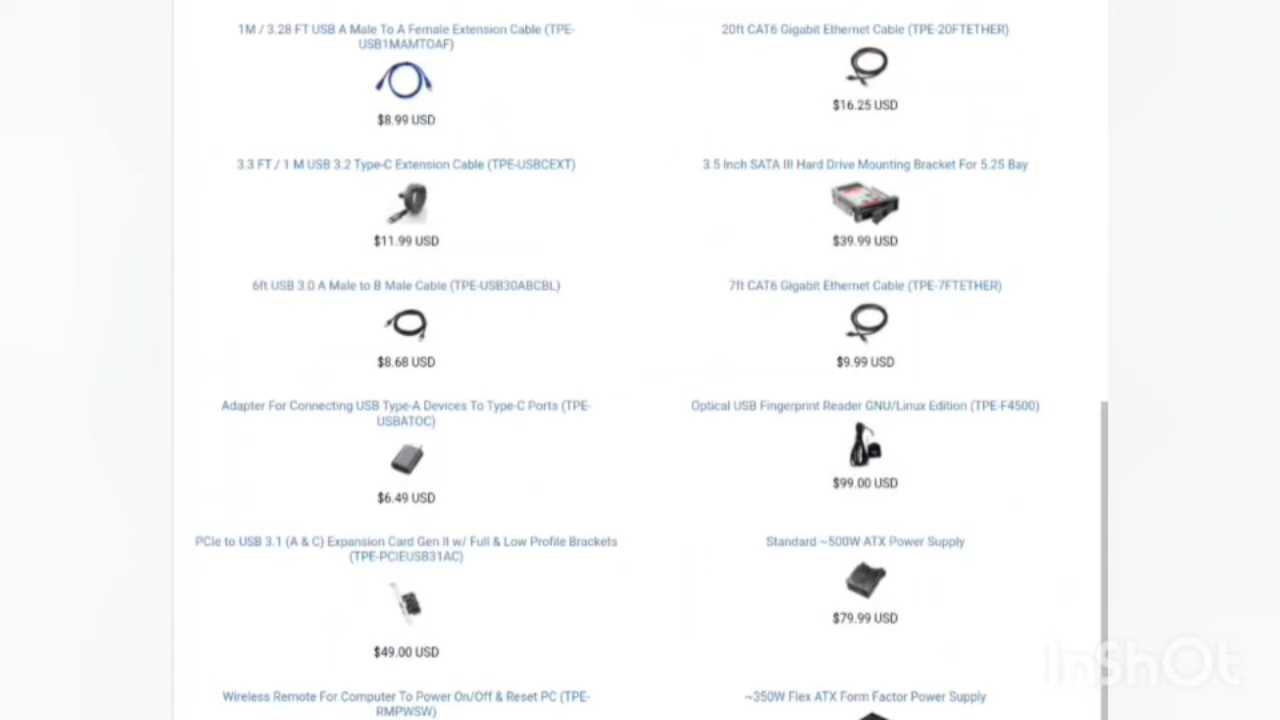 1M / 3.28 FT USB A Male To A Female Extension Cable (TPE-
USB1MAMTOAF)
$8.99 USD
20ft CAT6 Gigabit Ethernet Cable (TPE-20FTETHER)
$16.25 USD
3.3 FT / 1 M USB 3.2 Type-C Extension Cable (TPE-USBCEXT)
$11.99 USD
3.5 Inch SATA III Hard Drive Mounting Bracket For 5.25 Bay
$39.99 USD
6ft USB 3.0 A Male to B Male Cable (TPE-USB30ABCBL)
$8.68 USD
7ft CAT6 Gigabit Ethernet Cable (TPE-7FTETHER)
$9.99 USD
Adapter For Connecting USB Type-A Devices To Type-C Ports (TPE-
USBATOC)
$6.49 USD
Optical USB Fingerprint Reader GNU/Linux Edition (TPE-F4500)
$99.00 USD
PCIe to USB 3.1 (A & C) Expansion Card Gen II w/ Full & Low Profile Brackets
(TPE-PCIEUSB31AC)
$49.00 USD
Standard ~500W ATX Power Supply
$79.99 USD
Wireless Remote For Computer To Power On/Off & Reset PC (TPE-
RMPWSW)
~350W Flex ATX Form Factor Power Supply
InShOt